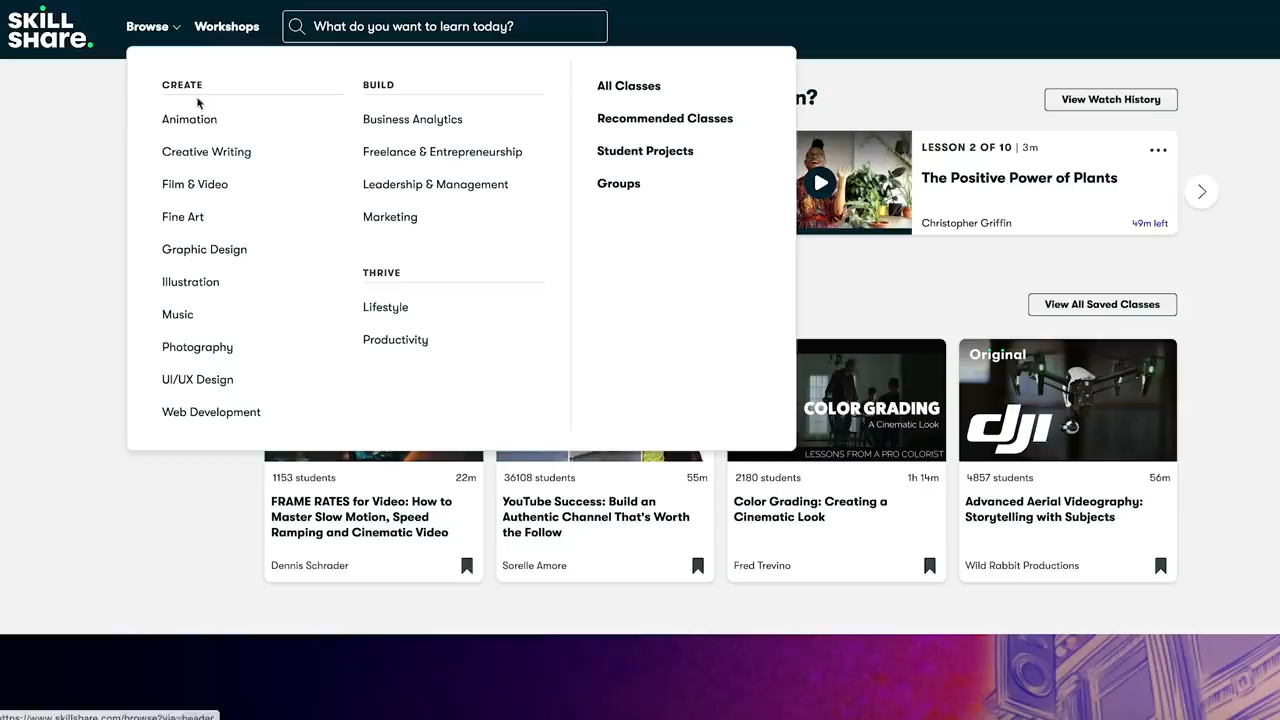 SKILL
SHARE.
Browse
Workshops
What do you want to learn today?
CREATE
Animation
Creative Writing
Film & Video
Fine Art
Graphic Design
Illustration
Music
Photography
UI/UX Design
Web Development
BUILD
Business Analytics
Freelance & Entrepreneurship
Leadership & Management
Marketing
THRIVE
Lifestyle
Productivity
All Classes
Recommended Classes
Student Projects
Groups
n?
View Watch History
LESSON 2 OF 10 | 3m
The Positive Power of Plants
Christopher Griffin
49m left
View All Saved Classes
1153 students
22m
FRAME RATES for Video: How to
Master Slow Motion, Speed
Ramping and Cinematic Video
Dennis Schrader
36108 students
55m
YouTube Success: Build an
Authentic Channel That's Worth
the Follow
Sorelle Amore
COLOR GRADING
A Cinematic Look
LESSONS FROM A PRO COLORIST
2180 students
1h 14m
Color Grading: Creating a
Cinematic Look
Fred Trevino
Original
dji
4857 students
56m
Advanced Aerial Videography:
Storytelling with Subjects
Wild Rabbit Productions
https://www.skillshare.com/browse?via=header